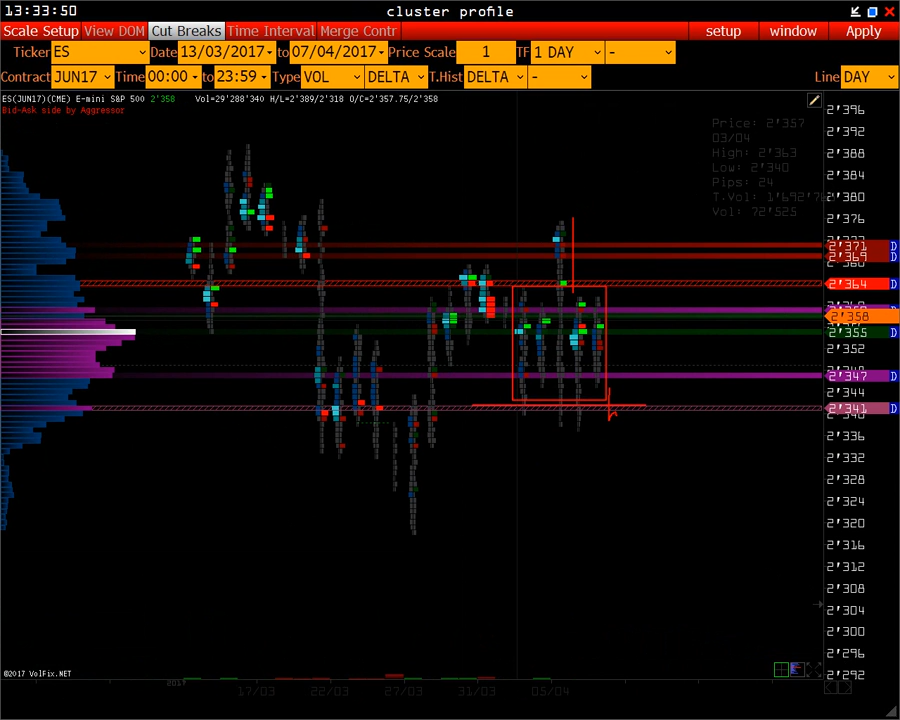 13:33:50 cluster profile
Scale Setup View DOM Cut Breaks Time Interval Merge Contr setup window Apply
Ticker ES Date 13/03/2017 to 07/04/2017 Price Scale 1 TF 1 DAY -
Contract JUN17 Time 00:00 to 23:59 Type VOL DELTA T.Hist DELTA - Line DAY
ES(JUN17)(CME) E-mini S&P 500 2'358 Vol=29'288'340 H/L=2'389/2'318 O/C=2'357.75/2'358
Bid-Ask side by Aggressor
Price: 2'357
03/04
High: 2'363
Low: 2'340
Pips: 24
T.Vol: 1'692'7
Vol: 72'525
2'396
2'392
2'388
2'384
2'380
2'376
2'371 D
2'369 D
2'364 D
2'358
2'355 D
2'352
2'347 D
2'344
2'341 D
2'336
2'332
2'328
2'324
2'320
2'316
2'312
2'308
2'304
2'300
2'296
2'292
©2017 VolFix.NET
2017 17/03 22/03 27/03 31/03 05/04